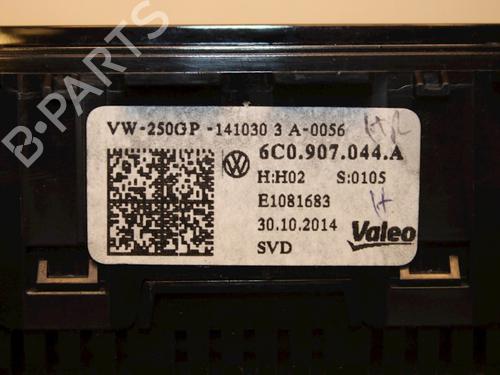 VW-250GP -141030 3 A-0056
6C0.907.044.A
H:H02 S:0105
E1081683
30.10.2014
SVD
Valeo
B-PARTS